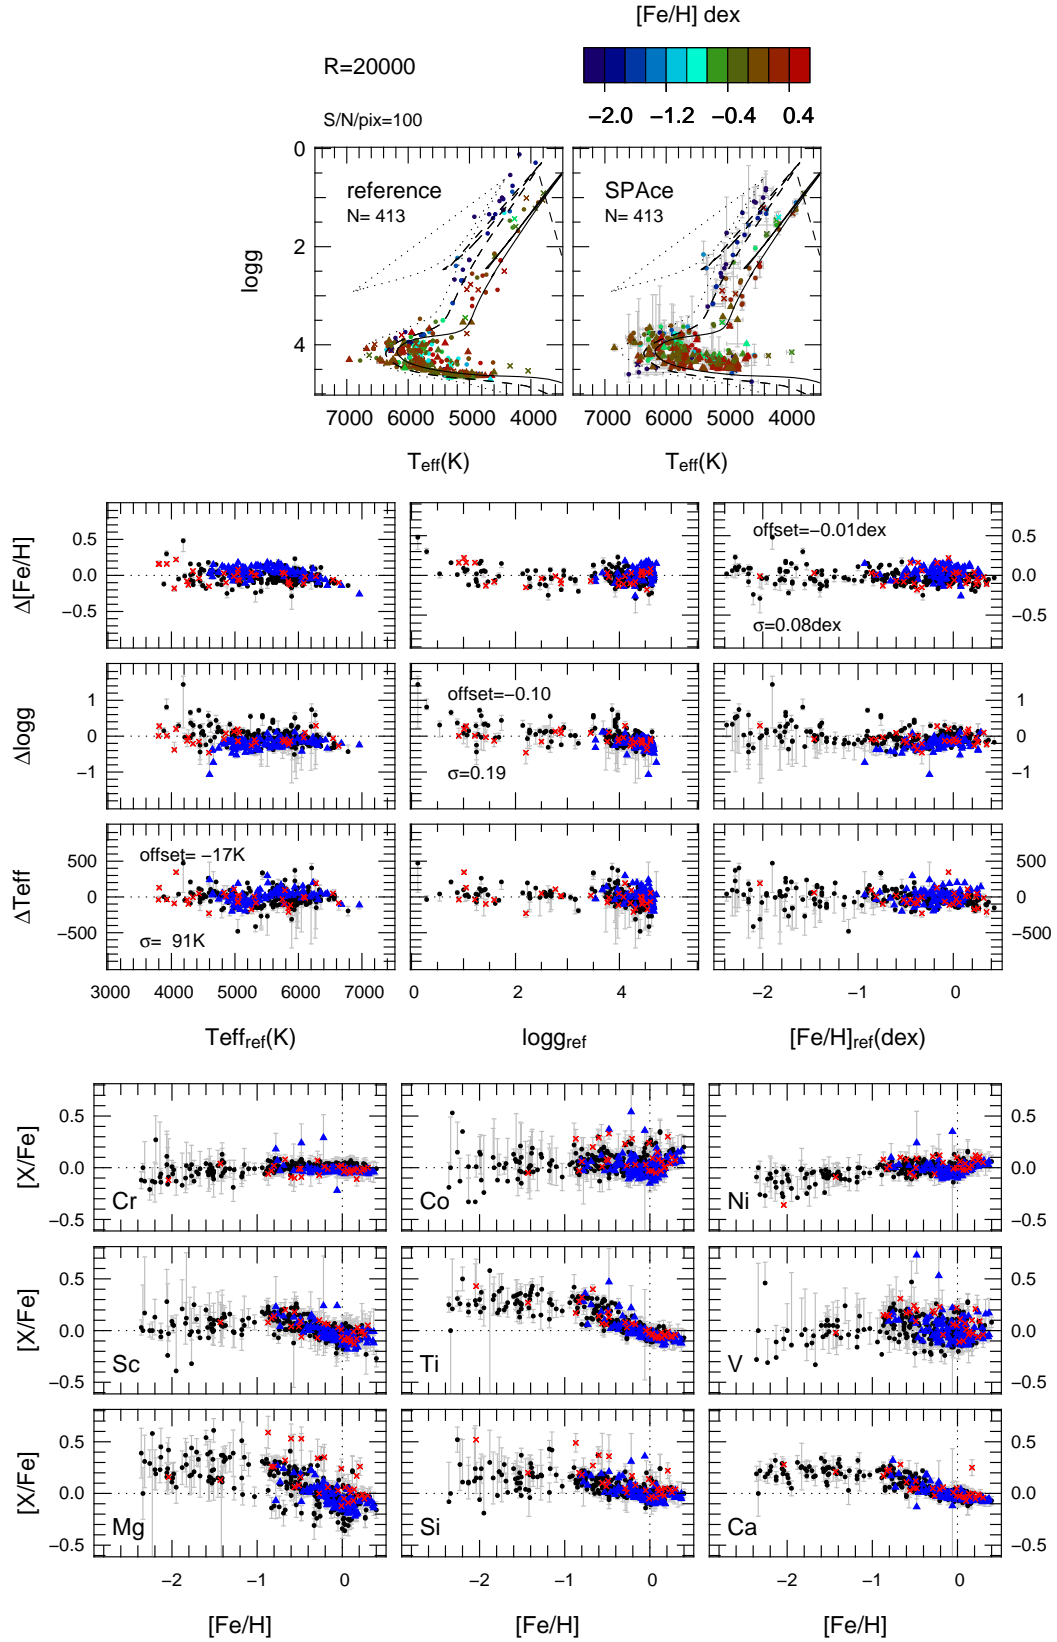 [Fe/H] dex
R=20000
−2.0 −1.2 −0.4 0.4
S/N/pix=100
0
2
4
logg
reference
N= 413
SPAce
N= 413
7000 6000 5000 4000
7000 6000 5000 4000
Teff(K)
Teff(K)
Δ[Fe/H]
0.5
0.0
−0.5
offset=−0.01dex
σ=0.08dex
0.5
0.0
−0.5
Δlogg
1
0
−1
offset=−0.10
σ=0.19
1
0
−1
ΔTeff
500
0
−500
offset= −17K
σ= 91K
500
0
−500
3000 4000 5000 6000 7000
0 2 4
−2 −1 0
Teffref(K)
loggref
[Fe/H]ref(dex)
[X/Fe]
0.5
0.0
−0.5
Cr
Co
Ni
0.5
0.0
−0.5
[X/Fe]
0.5
0.0
−0.5
Sc
Ti
V
0.5
0.0
−0.5
[X/Fe]
0.5
0.0
−0.5
Mg
Si
Ca
0.5
0.0
−0.5
−2 −1 0
−2 −1 0
−2 −1 0
[Fe/H]
[Fe/H]
[Fe/H]